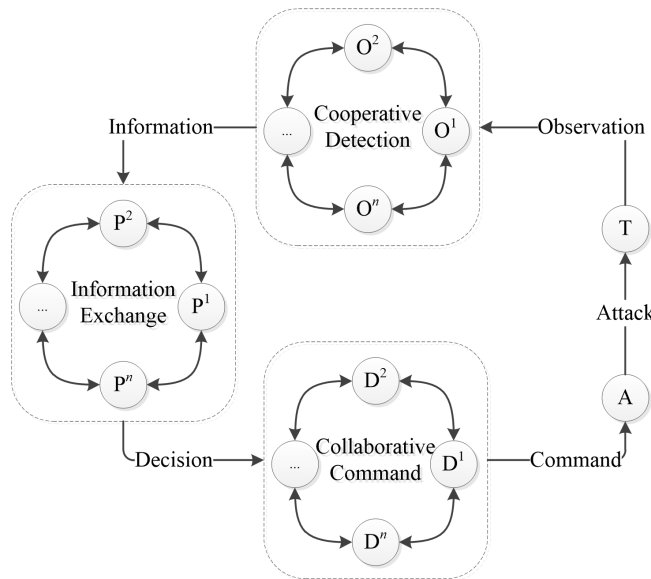 O²
...
Cooperative
Detection
O¹
Oⁿ
Information
Observation
P²
...
Information
Exchange
P¹
Pⁿ
T
Attack
A
D²
...
Collaborative
Command
D¹
Dⁿ
Decision
Command